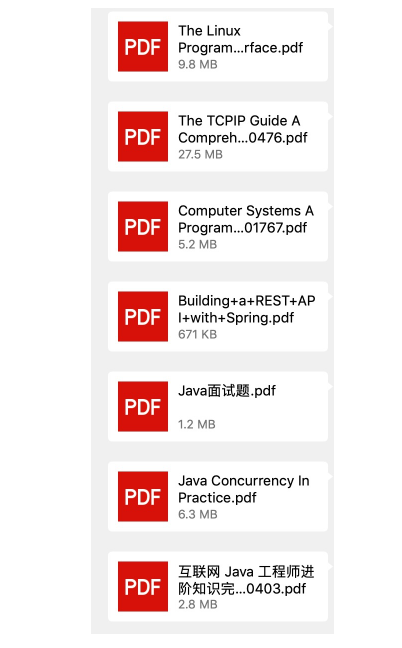 PDF
The Linux
Program...rface.pdf
9.8 MB
PDF
The TCPIP Guide A
Compreh...0476.pdf
27.5 MB
PDF
Computer Systems A
Program...01767.pdf
5.2 MB
PDF
Building+a+REST+AP
I+with+Spring.pdf
671 KB
PDF
Java面试题.pdf
1.2 MB
PDF
Java Concurrency In
Practice.pdf
6.3 MB
PDF
互联网 Java 工程师进
阶知识完...0403.pdf
2.8 MB